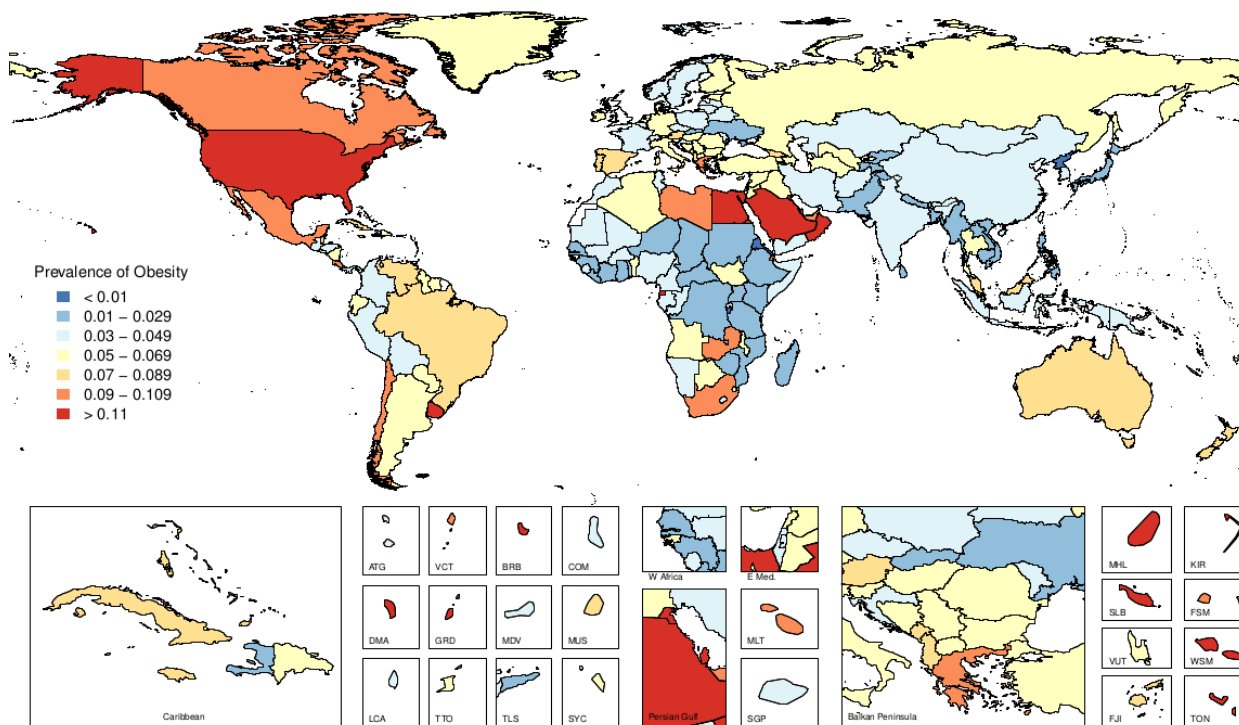 Prevalence of Obesity
< 0.01
0.01 − 0.029
0.03 − 0.049
0.05 − 0.069
0.07 − 0.089
0.09 − 0.109
> 0.11
Caribbean
ATG
VCT
BRB
COM
DMA
GRD
MDV
MUS
LCA
TTO
TLS
SYC
W Africa
E Med.
Persian Gulf
MLT
SGP
Balkan Peninsula
MHL
KIR
SLB
FSM
VUT
WSM
FJI
TON